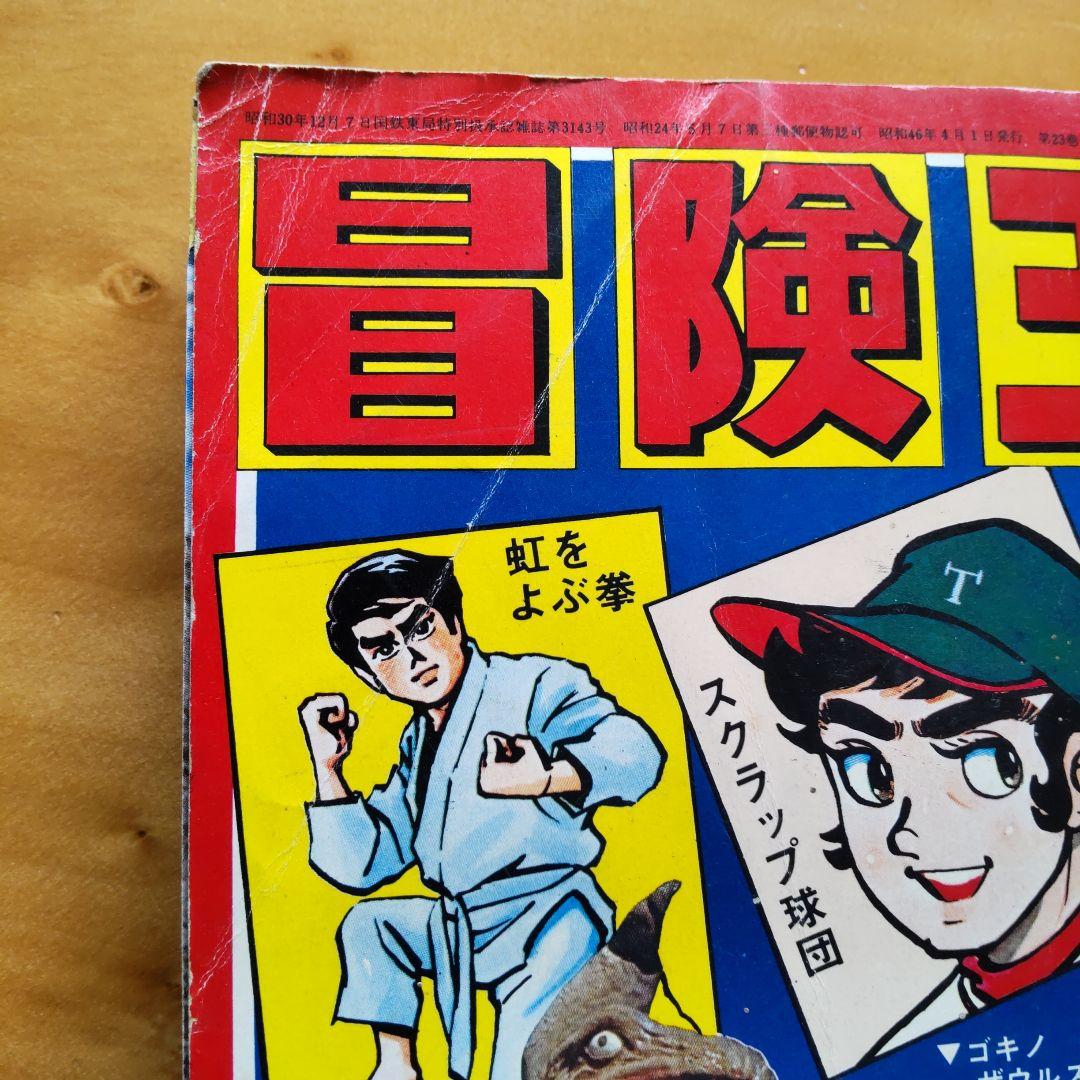 昭和30年12月7日国鉄東局特別扱承認雑誌第3143号 昭和24年5月7日第三種郵便物認可 昭和46年4月1日発行 第23巻
冒険王
虹を
よぶ拳
T
スクラップ球団
▼ゴキノ
ザウルス